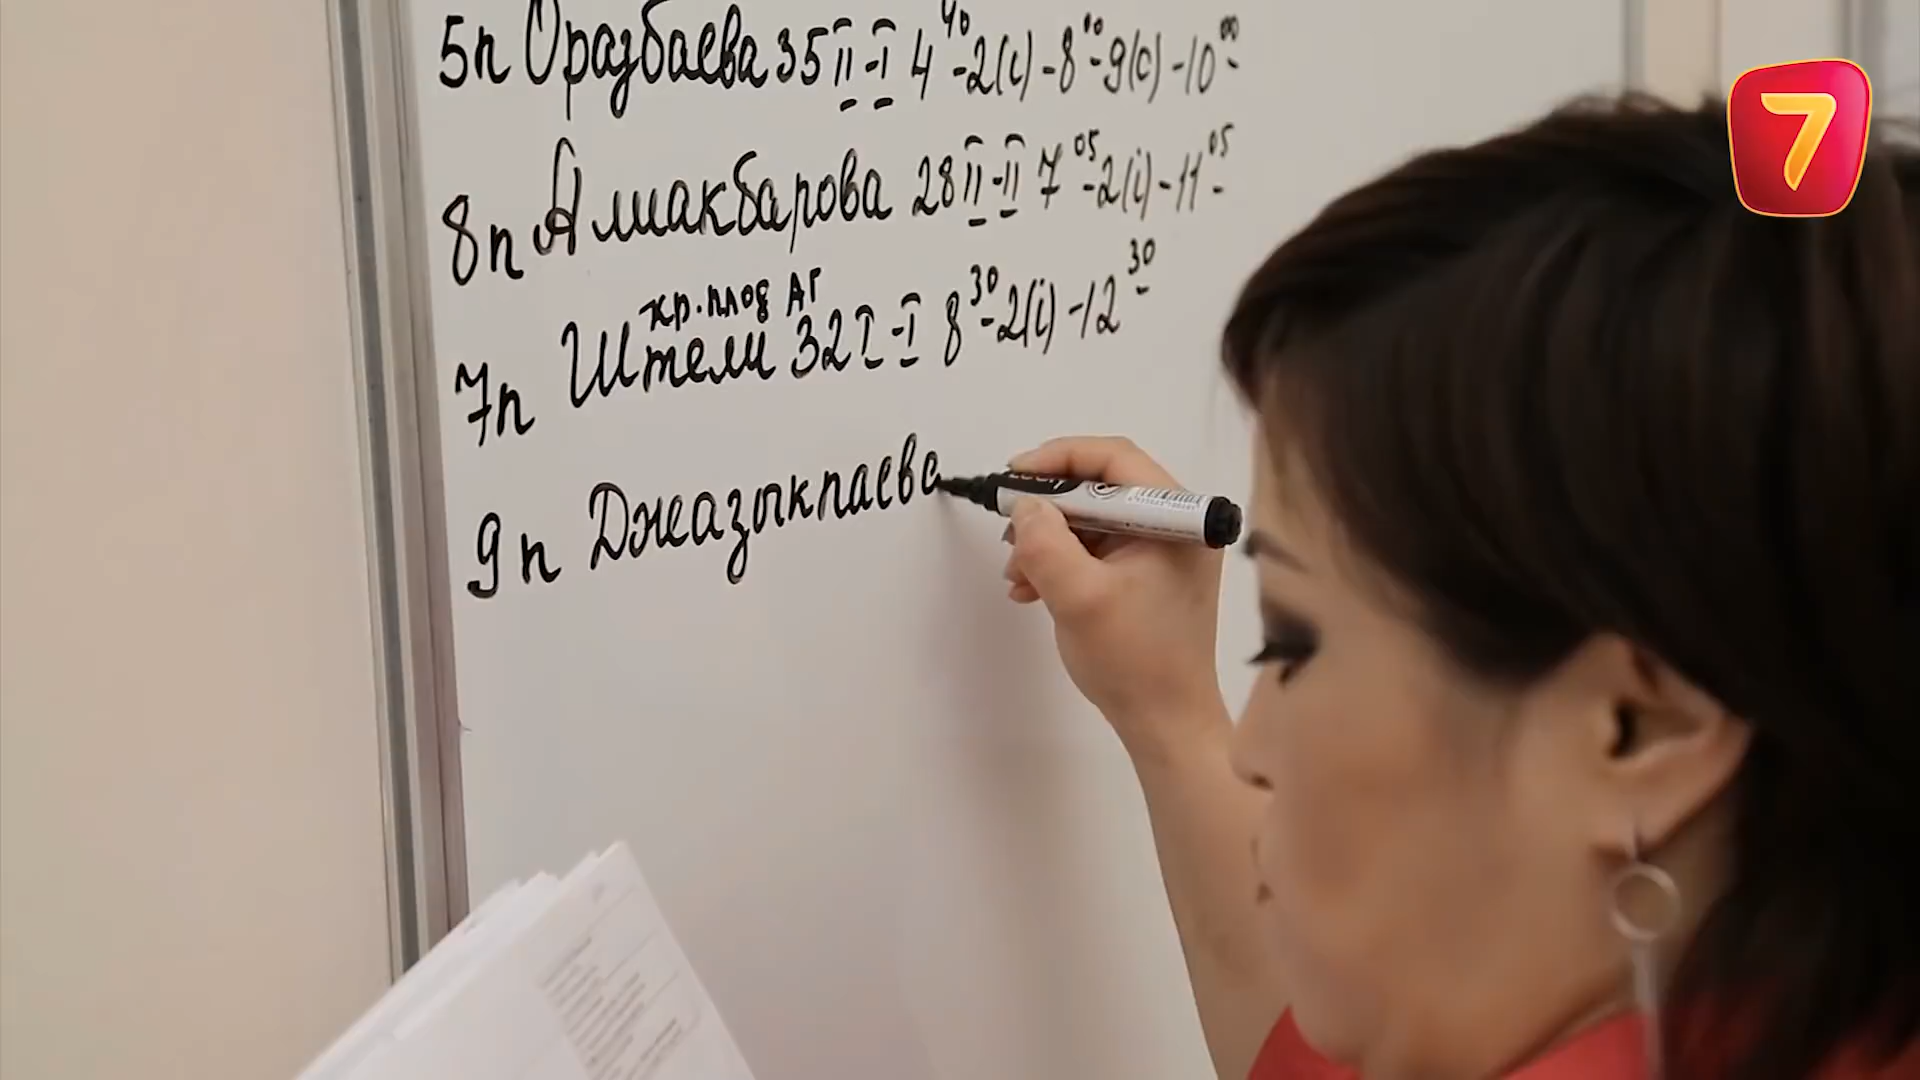 5п Оразбаева 35 II-I 4⁴⁰-2(i)-8⁰⁰-9(с)-10⁰⁰-
8п Алиакбарова 28 II-II 7⁰⁵-2(i)-11⁰⁵-
кр.плод АГ
7п Штели 32 I-I 8³⁰-2(i)-12³⁰-
9п Джазыкпаева
7